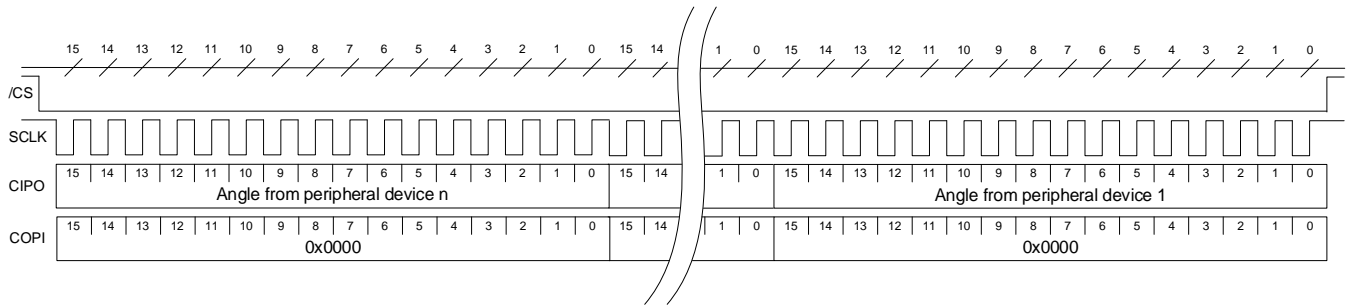 15 14 13 12 11 10 9 8 7 6 5 4 3 2 1 0 15 14 1 0 15 14 13 12 11 10 9 8 7 6 5 4 3 2 1 0
/CS
SCLK
15 14 13 12 11 10 9 8 7 6 5 4 3 2 1 0 15 14 1 0 15 14 13 12 11 10 9 8 7 6 5 4 3 2 1 0
CIPO
Angle from peripheral device n Angle from peripheral device 1
15 14 13 12 11 10 9 8 7 6 5 4 3 2 1 0 15 14 1 0 15 14 13 12 11 10 9 8 7 6 5 4 3 2 1 0
COPI
0x0000 0x0000